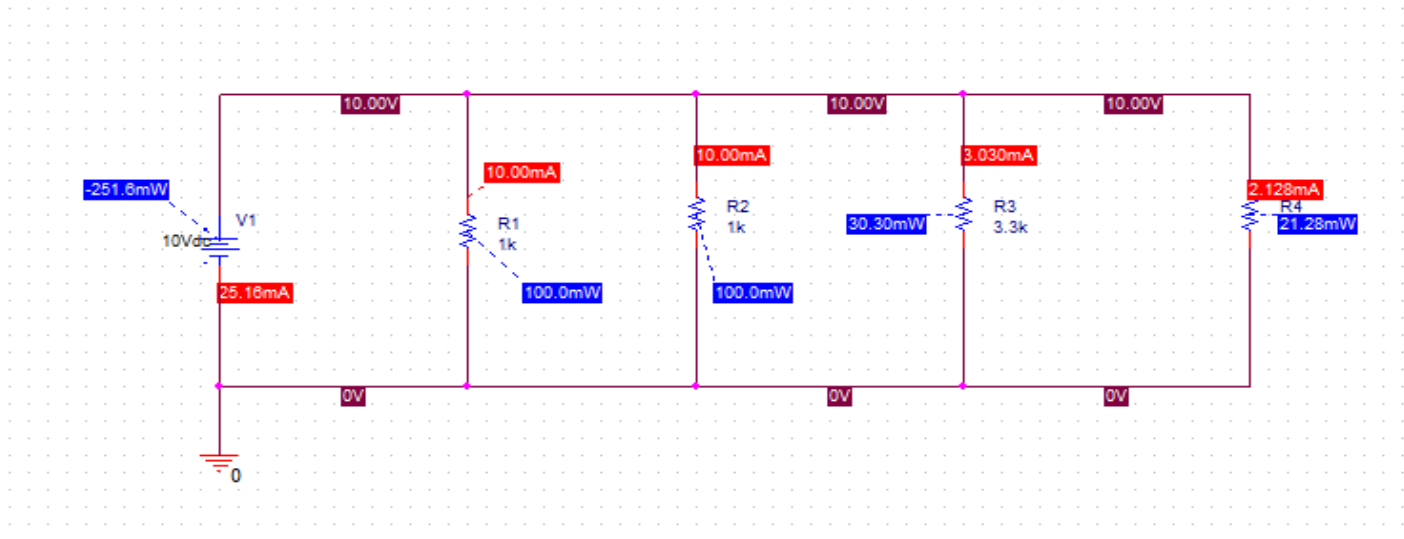 10.00V
10.00V
10.00V
10.00mA
10.00mA
3.030mA
-251.6mW
2.128mA
V1
10Vdc
R1
1k
R2
1k
30.30mW
R3
3.3k
R4
21.28mW
25.16mA
100.0mW
100.0mW
0V
0V
0V
0